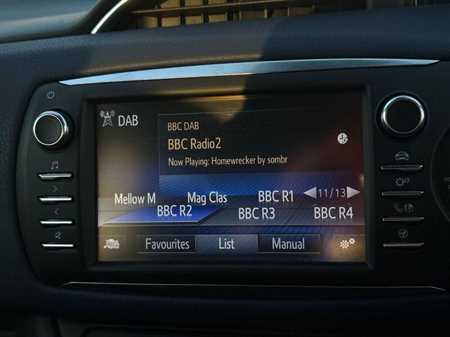 DAB
BBC DAB
BBC Radio2
Now Playing: Homewrecker by sombr
Mellow M Mag Clas BBC R1 11/13
BBC R2 BBC R3 BBC R4
Favourites List Manual